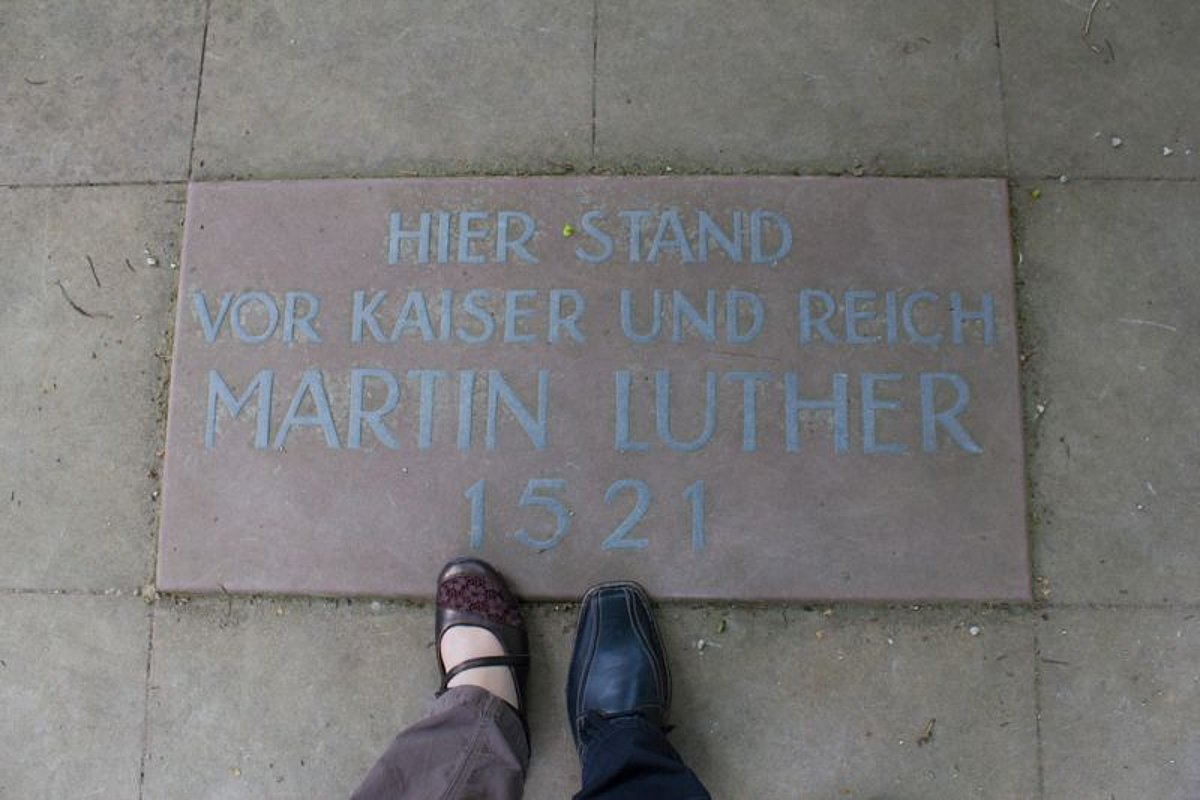 HIER STAND
VOR KAISER UND REICH
MARTIN LUTHER
1521